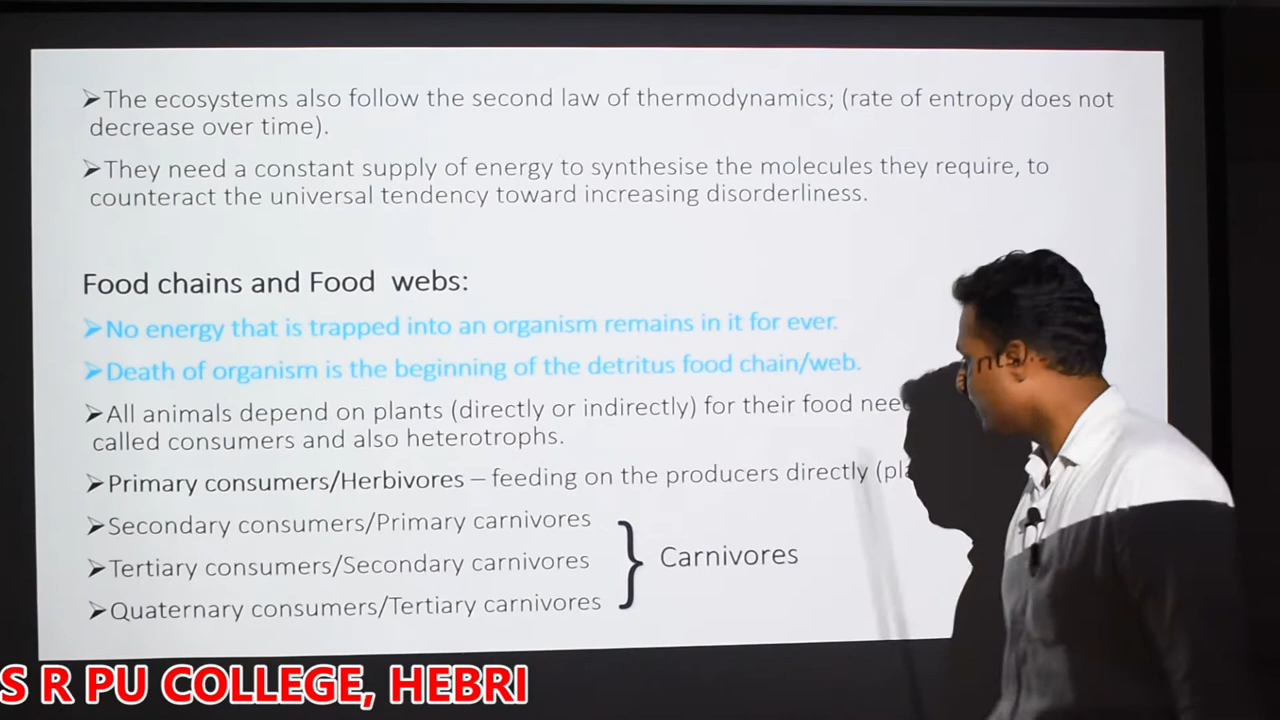 ➤The ecosystems also follow the second law of thermodynamics; (rate of entropy does not
decrease over time).
➤They need a constant supply of energy to synthesise the molecules they require, to
counteract the universal tendency toward increasing disorderliness.
Food chains and Food webs:
➤No energy that is trapped into an organism remains in it for ever.
➤Death of organism is the beginning of the detritus food chain/web.
➤All animals depend on plants (directly or indirectly) for their food
called consumers and also heterotrophs.
➤Primary consumers/Herbivores – feeding on the producers directly
➤Secondary consumers/Primary carnivores
➤Tertiary consumers/Secondary carnivores
➤Quaternary consumers/Tertiary carnivores
} Carnivores
S R PU COLLEGE, HEBRI